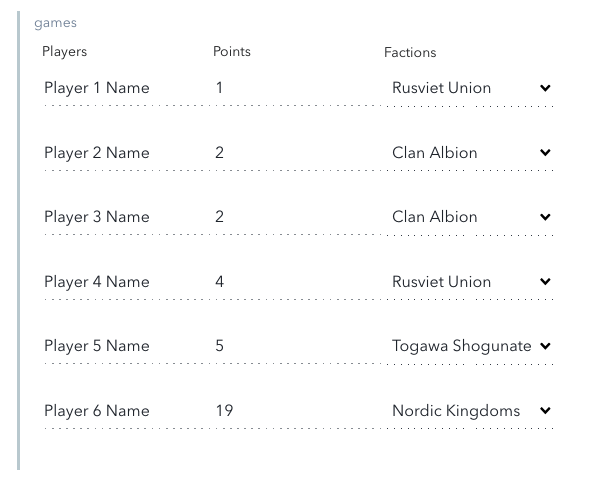 games
Players Points Factions
Player 1 Name 1 Rusviet Union
Player 2 Name 2 Clan Albion
Player 3 Name 2 Clan Albion
Player 4 Name 4 Rusviet Union
Player 5 Name 5 Togawa Shogunate
Player 6 Name 19 Nordic Kingdoms